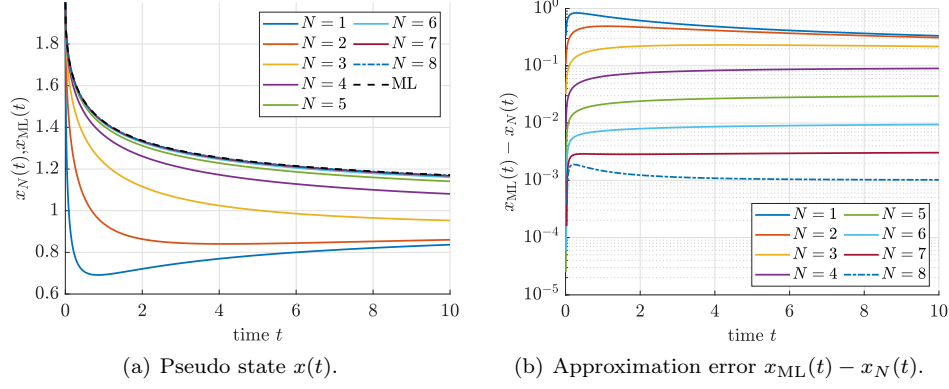 1.8
1.6
1.4
1.2
1
0.8
0.6
x_N(t), x_ML(t)
N = 1
N = 2
N = 3
N = 4
N = 5
N = 6
N = 7
N = 8
ML
0 2 4 6 8 10
time t
(a) Pseudo state x(t).
10^0
10^−1
10^−2
10^−3
10^−4
10^−5
x_ML(t) − x_N(t)
N = 1
N = 2
N = 3
N = 4
N = 5
N = 6
N = 7
N = 8
0 2 4 6 8 10
time t
(b) Approximation error x_ML(t) − x_N(t).